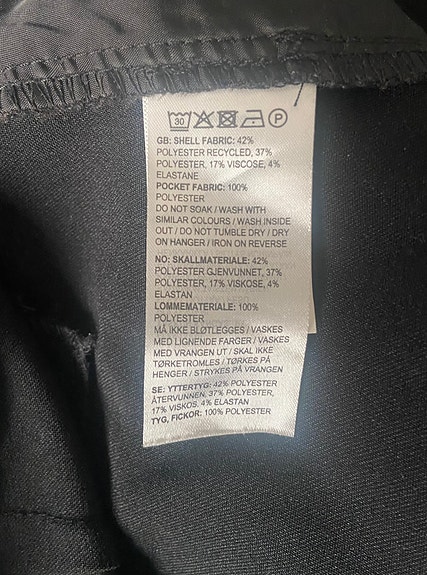 30 P
GB: SHELL FABRIC: 42%
POLYESTER RECYCLED, 37%
POLYESTER, 17% VISCOSE, 4%
ELASTANE
POCKET FABRIC: 100%
POLYESTER
DO NOT SOAK / WASH WITH
SIMILAR COLOURS / WASH INSIDE
OUT / DO NOT TUMBLE DRY / DRY
ON HANGER / IRON ON REVERSE
NO: SKALLMATERIALE: 42%
POLYESTER GJENVUNNET, 37%
POLYESTER, 17% VISKOSE, 4%
ELASTAN
LOMMEMATERIALE: 100%
POLYESTER
MÅ IKKE BLØTLEGGES / VASKES
MED LIGNENDE FARGER / VASKES
MED VRANGEN UT / SKAL IKKE
TØRKETROMLES / TØRKES PÅ
HENGER / STRYKES PÅ VRANGEN
SE: YTTERTYG: 42% POLYESTER
ÅTERVUNNEN, 37% POLYESTER,
17% VISKOS, 4% ELASTAN
TYG, FICKOR: 100% POLYESTER